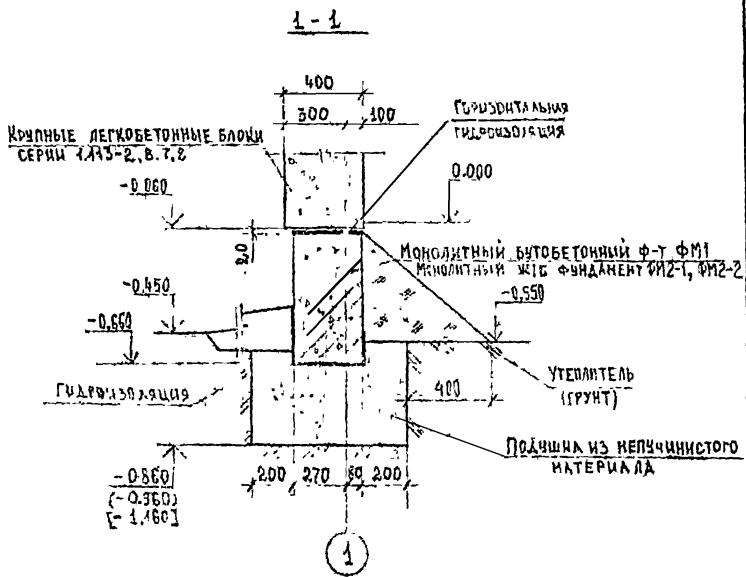 1-1
400
300 100
ГОРИЗОНТАЛЬНАЯ
ГИДРОИЗОЛЯЦИЯ
КРУПНЫЕ ЛЕГКОБЕТОННЫЕ БЛОКИ
СЕРИИ 1.113-2, В.7,2
-0.060
0.000
20
МОНОЛИТНЫЙ БУТОБЕТОННЫЙ Ф-Т ФМ1
МОНОЛИТНЫЙ Ж/Б ФУНДАМЕНТ ФМ2-1, ФМ2-2
-0,450
-0,550
-0,660
УТЕПЛИТЕЛЬ
(ГРУНТ)
ГИДРОИЗОЛЯЦИЯ
400
ПОДУШКА ИЗ НЕПУЧИНИСТОГО
МАТЕРИАЛА
-0.860
(-0.960)
[-1,160]
200 270 80 200
1